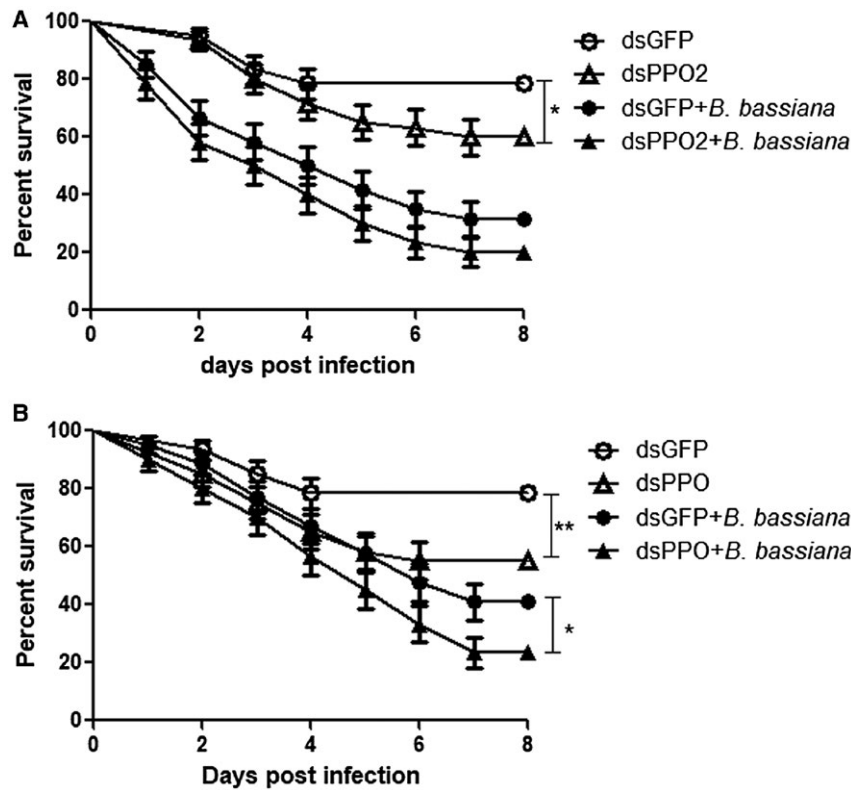 A
100
80
60
40
20
0
Percent survival
0 2 4 6 8
days post infection
dsGFP
dsPPO2
dsGFP+B. bassiana
dsPPO2+B. bassiana
*
B
100
80
60
40
20
0
Percent survival
0 2 4 6 8
Days post infection
dsGFP
dsPPO
dsGFP+B. bassiana
dsPPO+B. bassiana
**
*